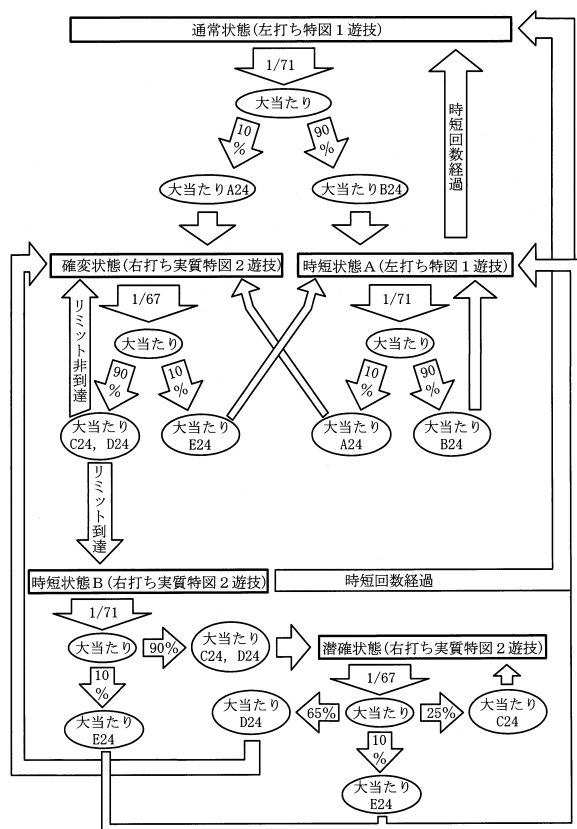 通常状態(左打ち特図1遊技)
1/71
大当たり
10
%
90
%
時短回数経過
大当たりA24
大当たりB24
確変状態(右打ち実質特図2遊技)
時短状態A(左打ち特図1遊技)
リミット非到達
1/67
1/71
大当たり
大当たり
90
%
10
%
10
%
90
%
大当たり
C24, D24
大当たり
E24
大当たり
A24
大当たり
B24
リミット到達
時短状態B(右打ち実質特図2遊技)
時短回数経過
1/71
大当たり
90%
大当たり
C24, D24
潜確状態(右打ち実質特図2遊技)
10
%
1/67
大当たり
E24
大当たり
D24
65%
大当たり
25%
大当たり
C24
10
%
大当たり
E24